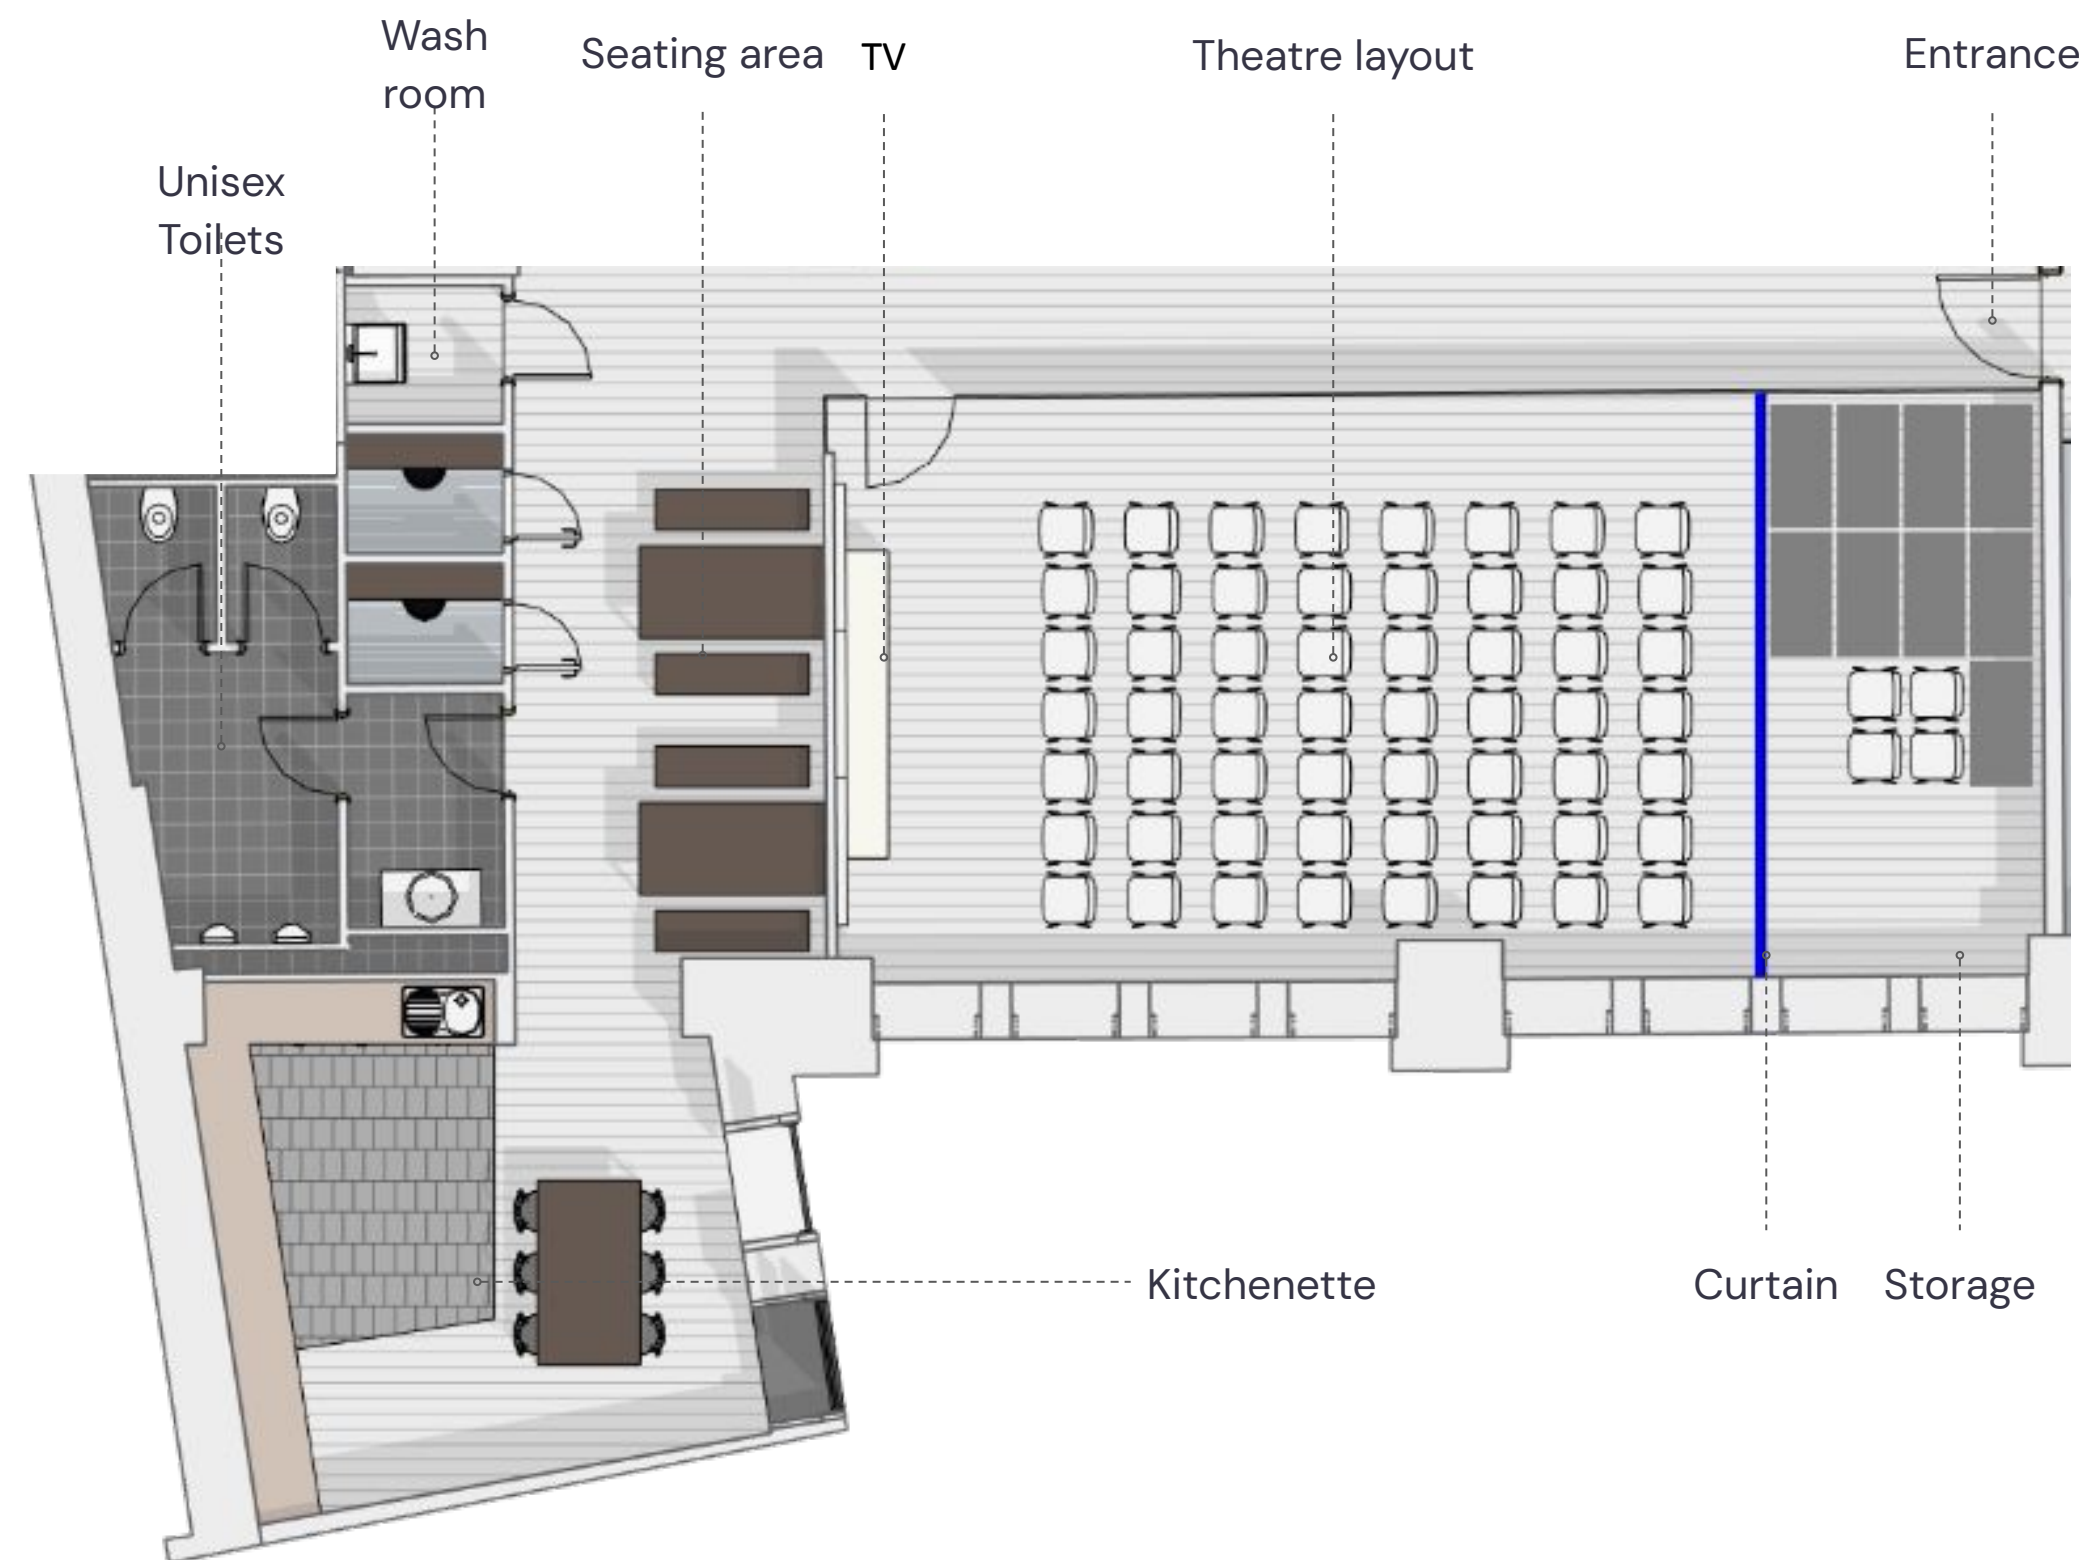 Wash
room
Seating area
TV
Theatre layout
Entrance
Unisex
Toilets
Kitchenette
Curtain
Storage